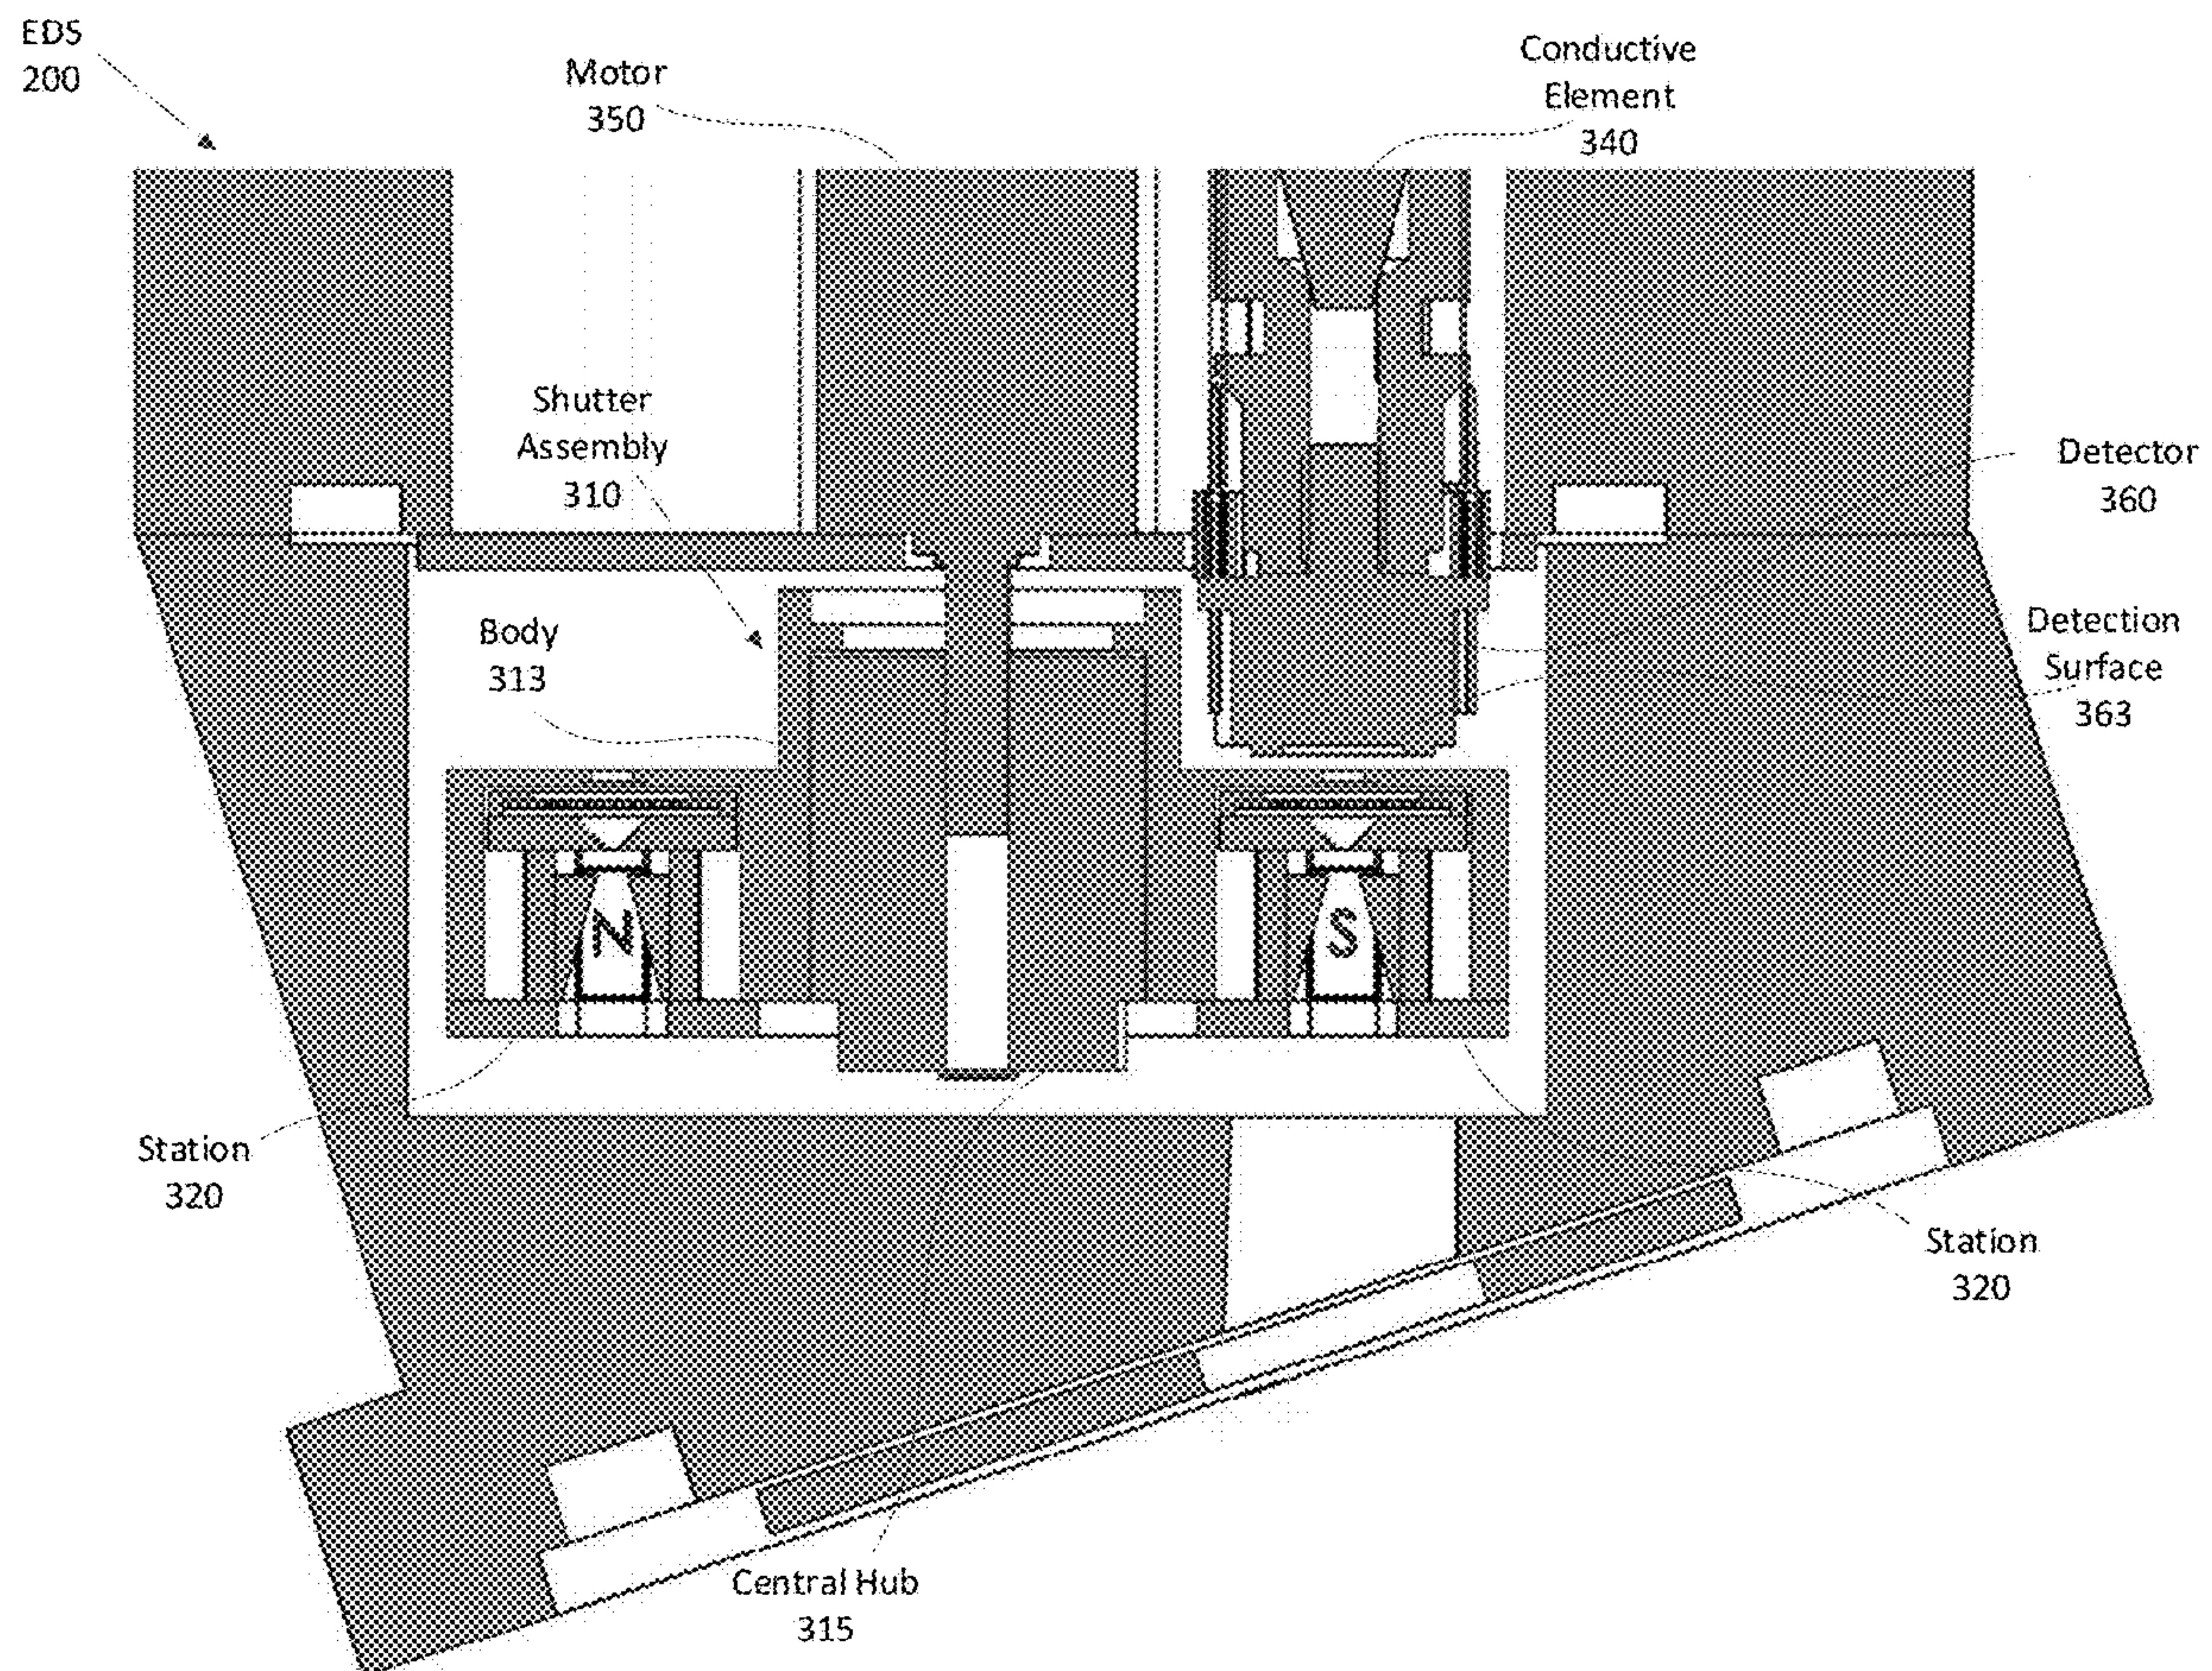 EDS
200
Motor
350
Conductive
Element
340
Shutter
Assembly
310
Detector
360
Body
313
Detection
Surface
363
N
S
Station
320
Station
320
Central Hub
315